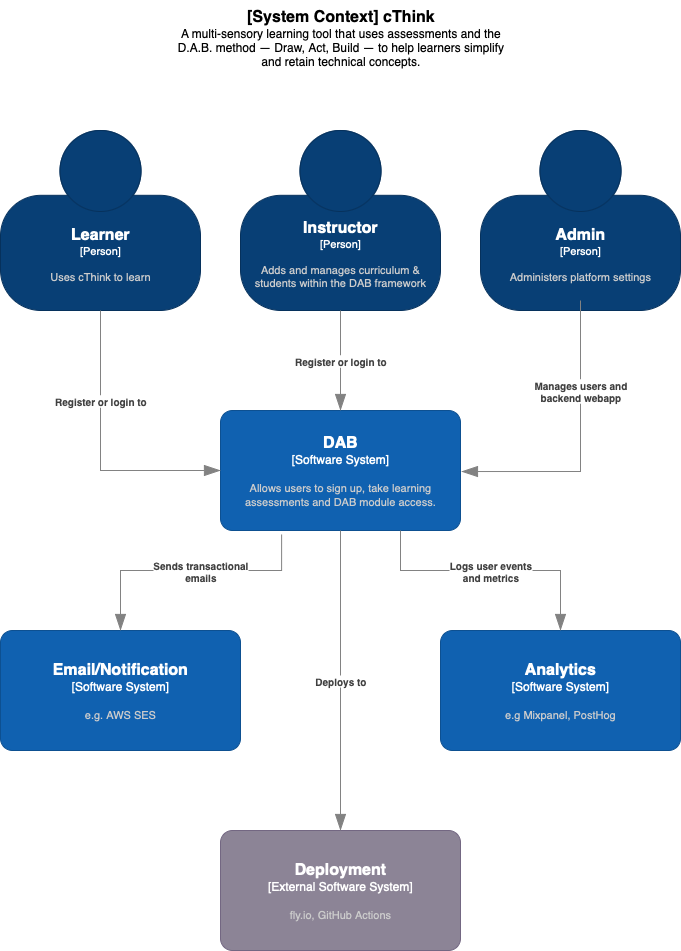 [System Context] cThink
A multi-sensory learning tool that uses assessments and the
D.A.B. method — Draw, Act, Build — to help learners simplify
and retain technical concepts.
Learner
[Person]
Uses cThink to learn
Instructor
[Person]
Adds and manages curriculum &
students within the DAB framework
Admin
[Person]
Administers platform settings
Register or login to
Register or login to
Manages users and
backend webapp
DAB
[Software System]
Allows users to sign up, take learning
assessments and DAB module access.
Sends transactional
emails
Logs user events
and metrics
Email/Notification
[Software System]
e.g. AWS SES
Deploys to
Analytics
[Software System]
e.g Mixpanel, PostHog
Deployment
[External Software System]
fly.io, GitHub Actions